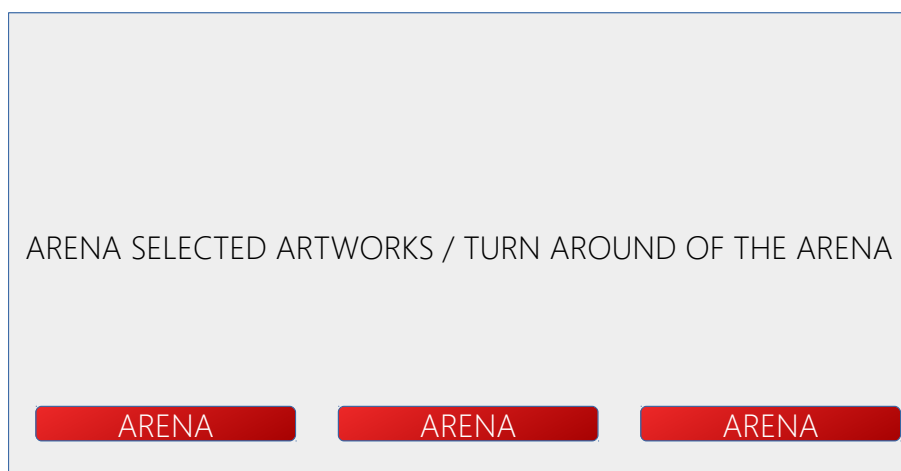 ARENA SELECTED ARTWORKS / TURN AROUND OF THE ARENA
ARENA
ARENA
ARENA